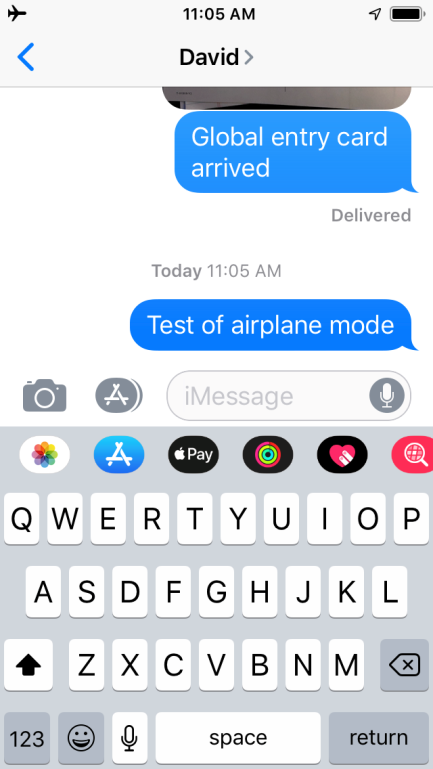 11:05 AM
David
Global entry card
arrived
Delivered
Today 11:05 AM
Test of airplane mode
iMessage
Pay
Q W E R T Y U I O P
A S D F G H J K L
Z X C V B N M
123 space return